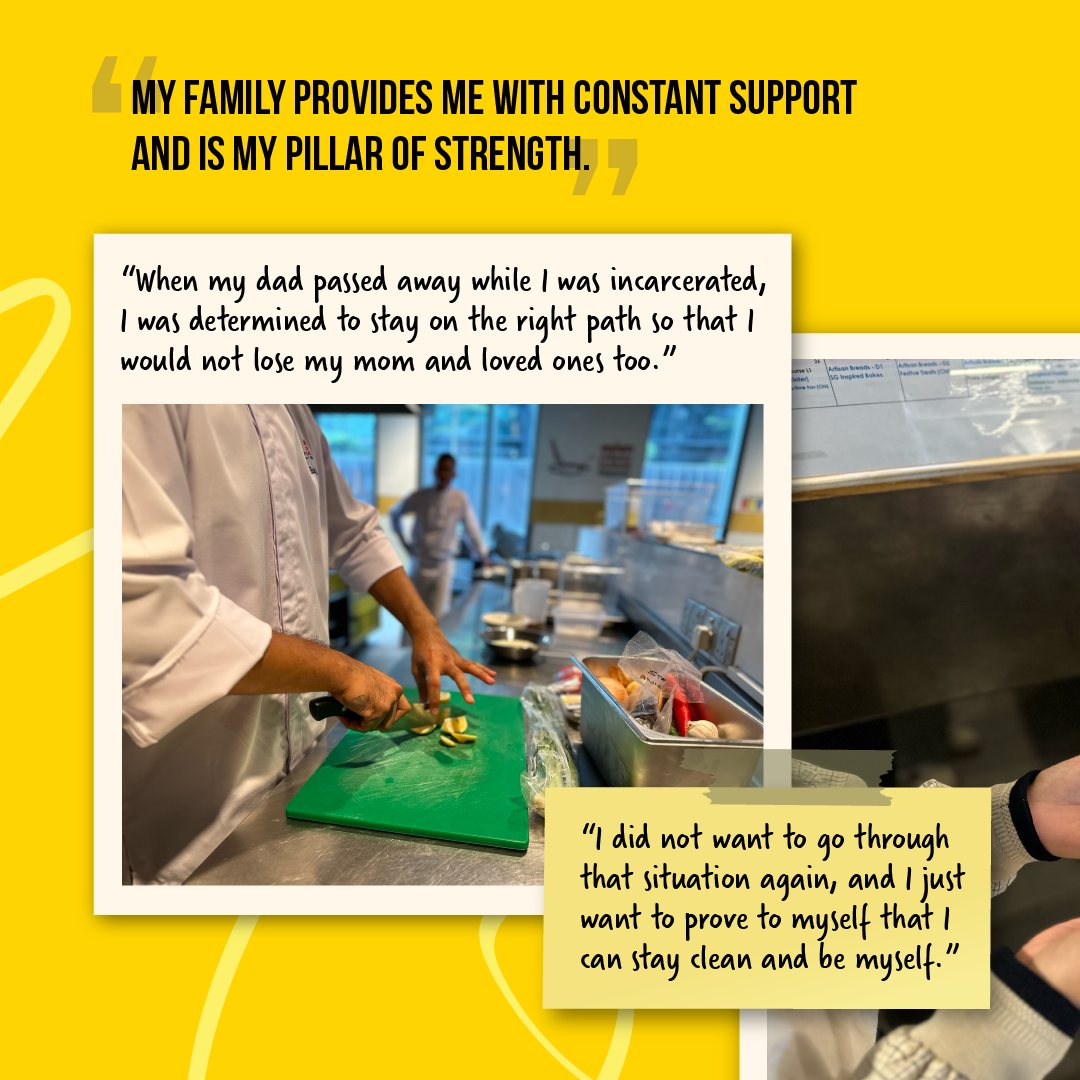 “MY FAMILY PROVIDES ME WITH CONSTANT SUPPORT
AND IS MY PILLAR OF STRENGTH.”
“When my dad passed away while I was incarcerated,
I was determined to stay on the right path so that I
would not lose my mom and loved ones too.”
Artisan Breads - D1
SG Inspired Bakes
“I did not want to go through
that situation again, and I just
want to prove to myself that I
can stay clean and be myself.”